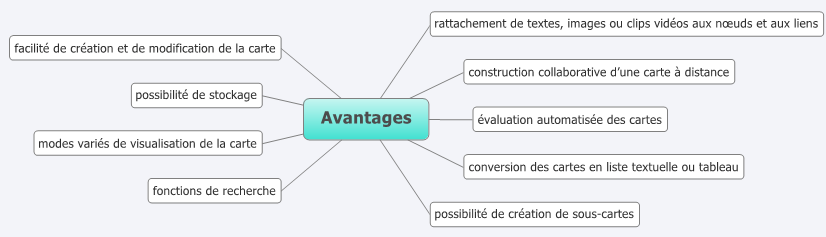 Avantages
rattachement de textes, images ou clips vidéos aux nœuds et aux liens
construction collaborative d'une carte à distance
évaluation automatisée des cartes
conversion des cartes en liste textuelle ou tableau
possibilité de création de sous-cartes
facilité de création et de modification de la carte
possibilité de stockage
modes variés de visualisation de la carte
fonctions de recherche